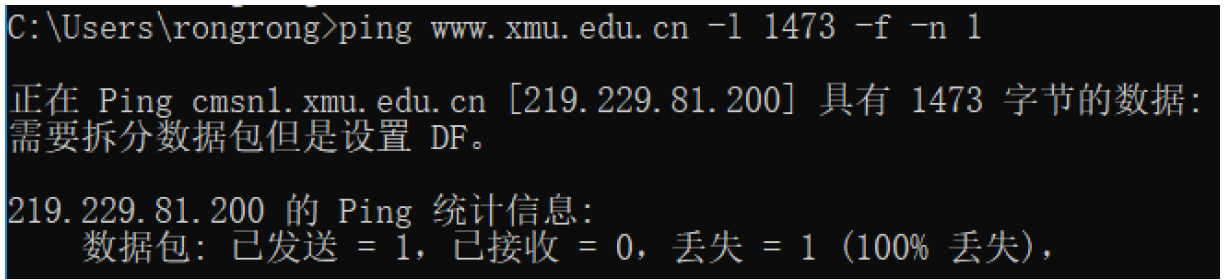 C:\Users\rongrong>ping www.xmu.edu.cn -l 1473 -f -n 1
正在 Ping cmsn1.xmu.edu.cn [219.229.81.200] 具有 1473 字节的数据:
需要拆分数据包但是设置 DF。
219.229.81.200 的 Ping 统计信息:
数据包: 已发送 = 1，已接收 = 0，丢失 = 1 (100% 丢失)，